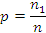 p = n₁/n